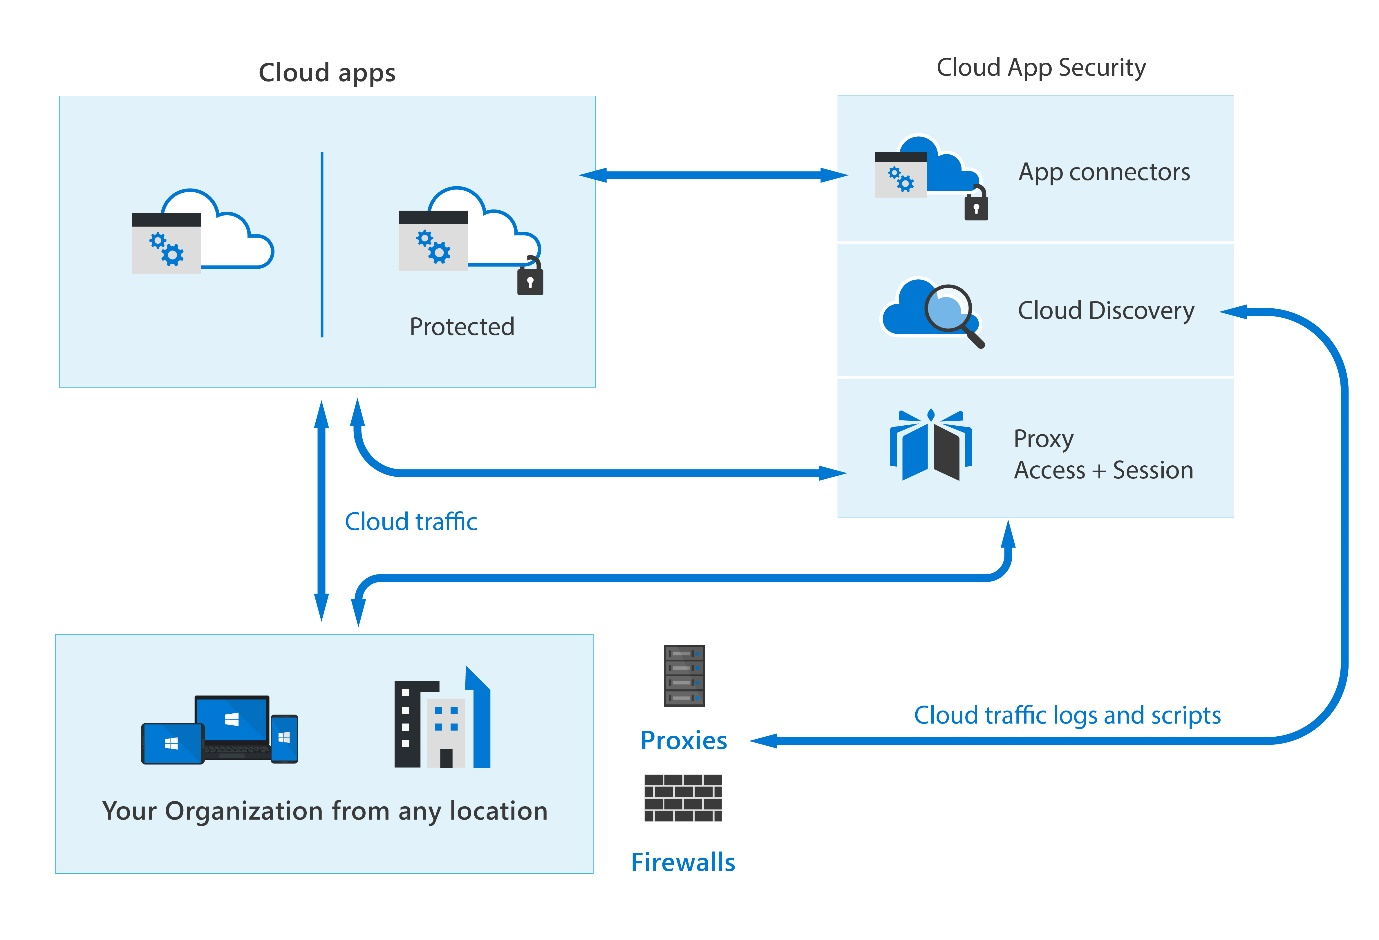 Cloud apps
Cloud App Security
App connectors
Cloud Discovery
Protected
Proxy
Access + Session
Cloud traffic
Your Organization from any location
Proxies
Cloud traffic logs and scripts
Firewalls